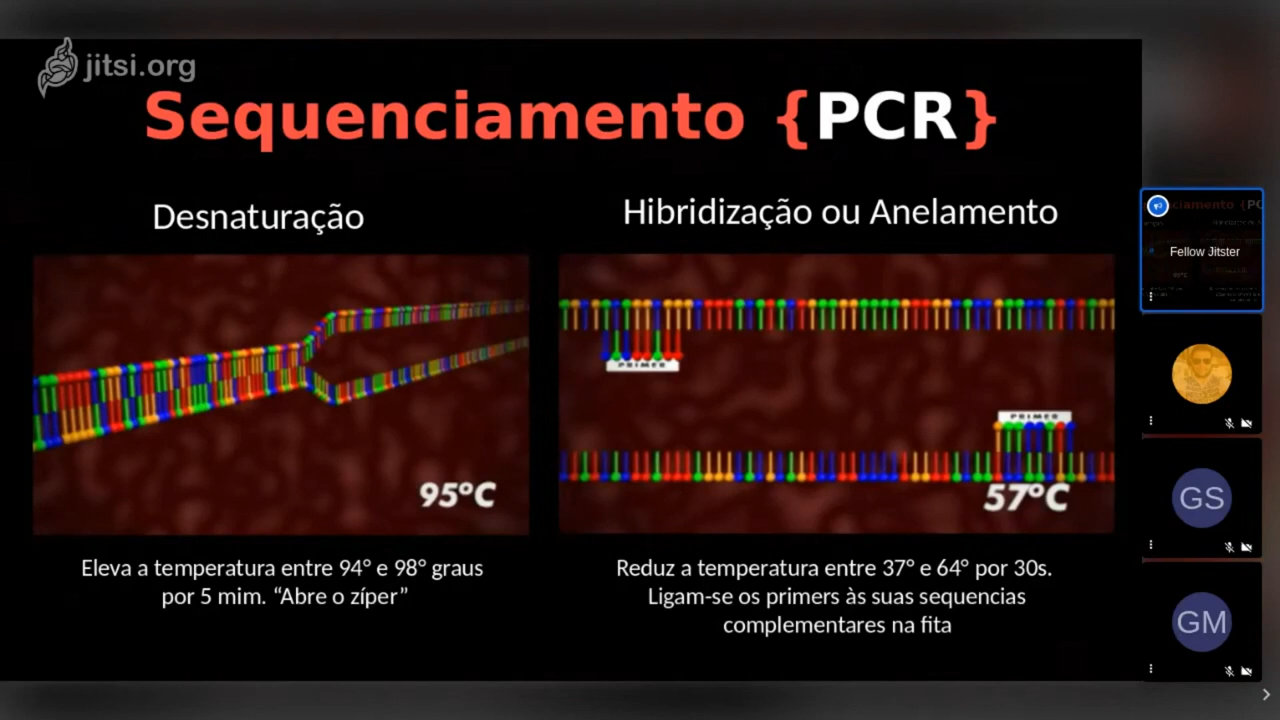 jitsi.org
Sequenciamento {PCR}
Desnaturação
Hibridização ou Anelamento
PRIMER
PRIMER
95ºC
57ºC
Eleva a temperatura entre 94° e 98° graus
por 5 mim. “Abre o zíper”
Reduz a temperatura entre 37° e 64° por 30s.
Ligam-se os primers às suas sequencias
complementares na fita
Fellow Jitster
GS
GM